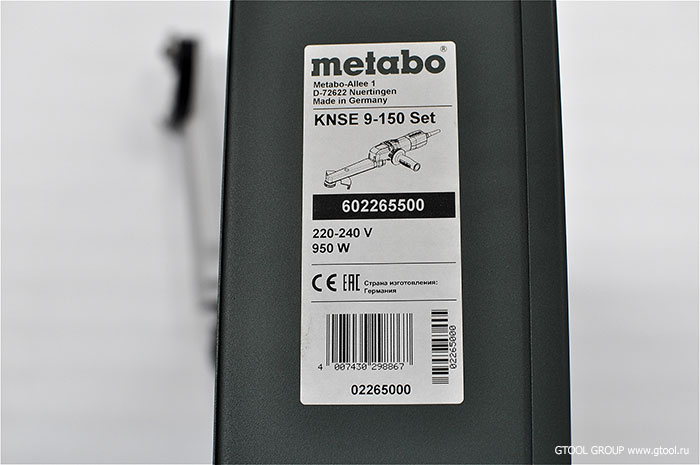 metabo®
Metabo-Allee 1
D-72622 Nuertingen
Made in Germany
KNSE 9-150 Set
602265500
220-240 V
950 W
CE EAC Страна изготовления:
Германия
4 007430 298867
02265000
02265000
GTOOL GROUP www.gtool.ru